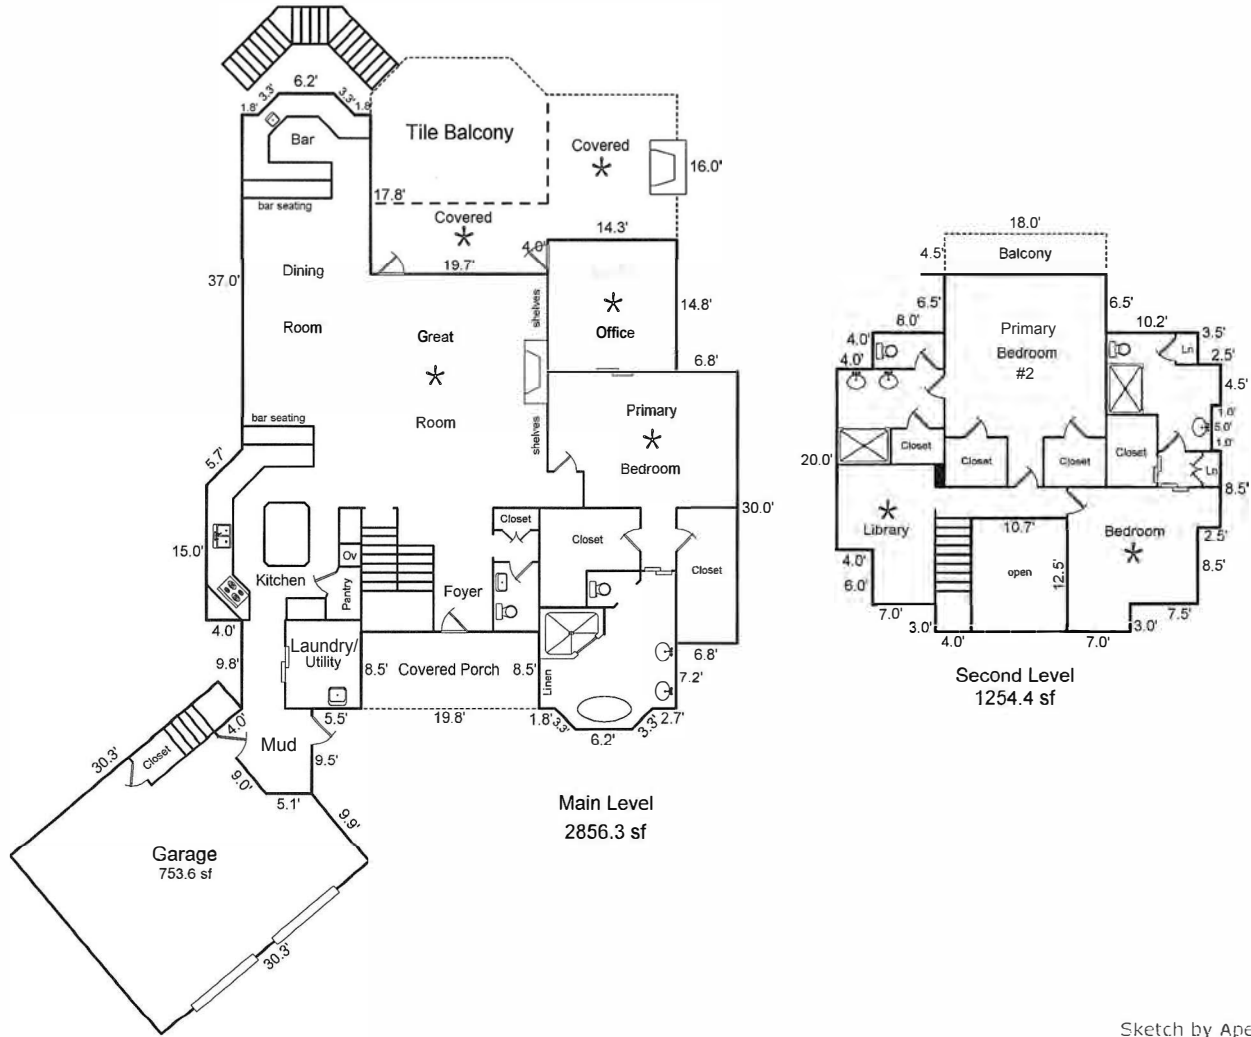 6.2'
3.3'
3.3'
1.8'
1.8
Bar
Tile Balcony
Covered
16.0'
bar seating
17.8'
Covered
14.3'
4.0'
19.7'
Dining
Room
37.0'
shelves
14.8'
Office
Great
Room
6.8'
Primary
Bedroom
shelves
bar seating
5.7'
30.0'
15.0'
Kitchen
Ov
Pantry
Closet
Closet
Closet
Foyer
4.0'
Laundry/
Utility
9.8'
8.5'
Covered Porch
8.5'
Linen
6.8'
7.2'
4.0'
5.5'
19.8'
1.8'
3.3'
6.2'
3.3'
2.7'
Mud
9.5'
30.3'
Closet
9.0'
5.1'
9.9'
Garage
753.6 sf
30.3'
Main Level
2856.3 sf
18.0'
4.5'
Balcony
6.5'
6.5'
8.0'
10.2'
3.5'
4.0'
4.0'
Primary
Bedroom
#2
Ln
2.5'
4.5'
1.0'
5.0'
1.0'
Closet
Closet
Closet
Closet
20.0'
Ln
8.5'
Library
10.7'
Bedroom
2.5'
4.0'
6.0'
open
12.5'
8.5'
7.0'
3.0'
4.0'
7.0'
3.0'
7.5'
Second Level
1254.4 sf
Sketch by Ape